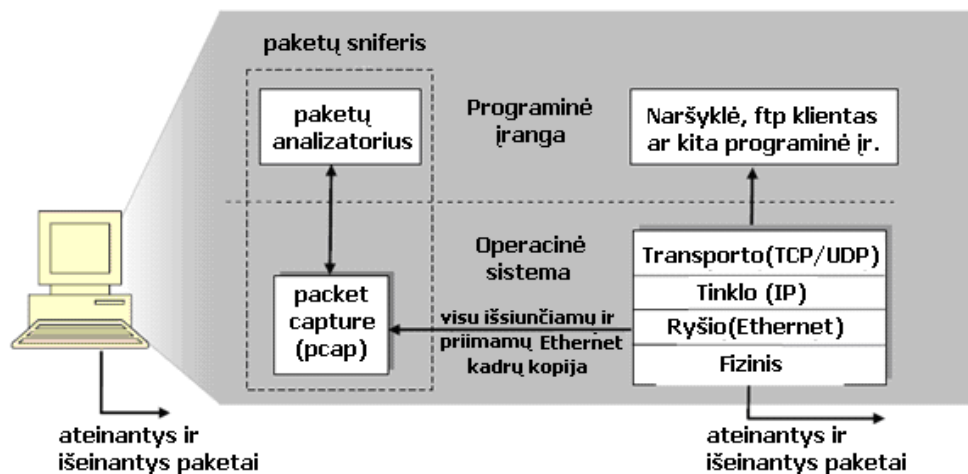 paketų sniferis
paketų
analizatorius
Programinė
įranga
Naršyklė, ftp klientas
ar kita programinė įr.
Operacinė
sistema
packet
capture
(pcap)
visu išsiunčiamų ir
priimamų Ethernet
kadrų kopija
Transporto(TCP/UDP)
Tinklo (IP)
Ryšio(Ethernet)
Fizinis
ateinantys ir
išeinantys paketai
ateinantys ir
išeinantys paketai